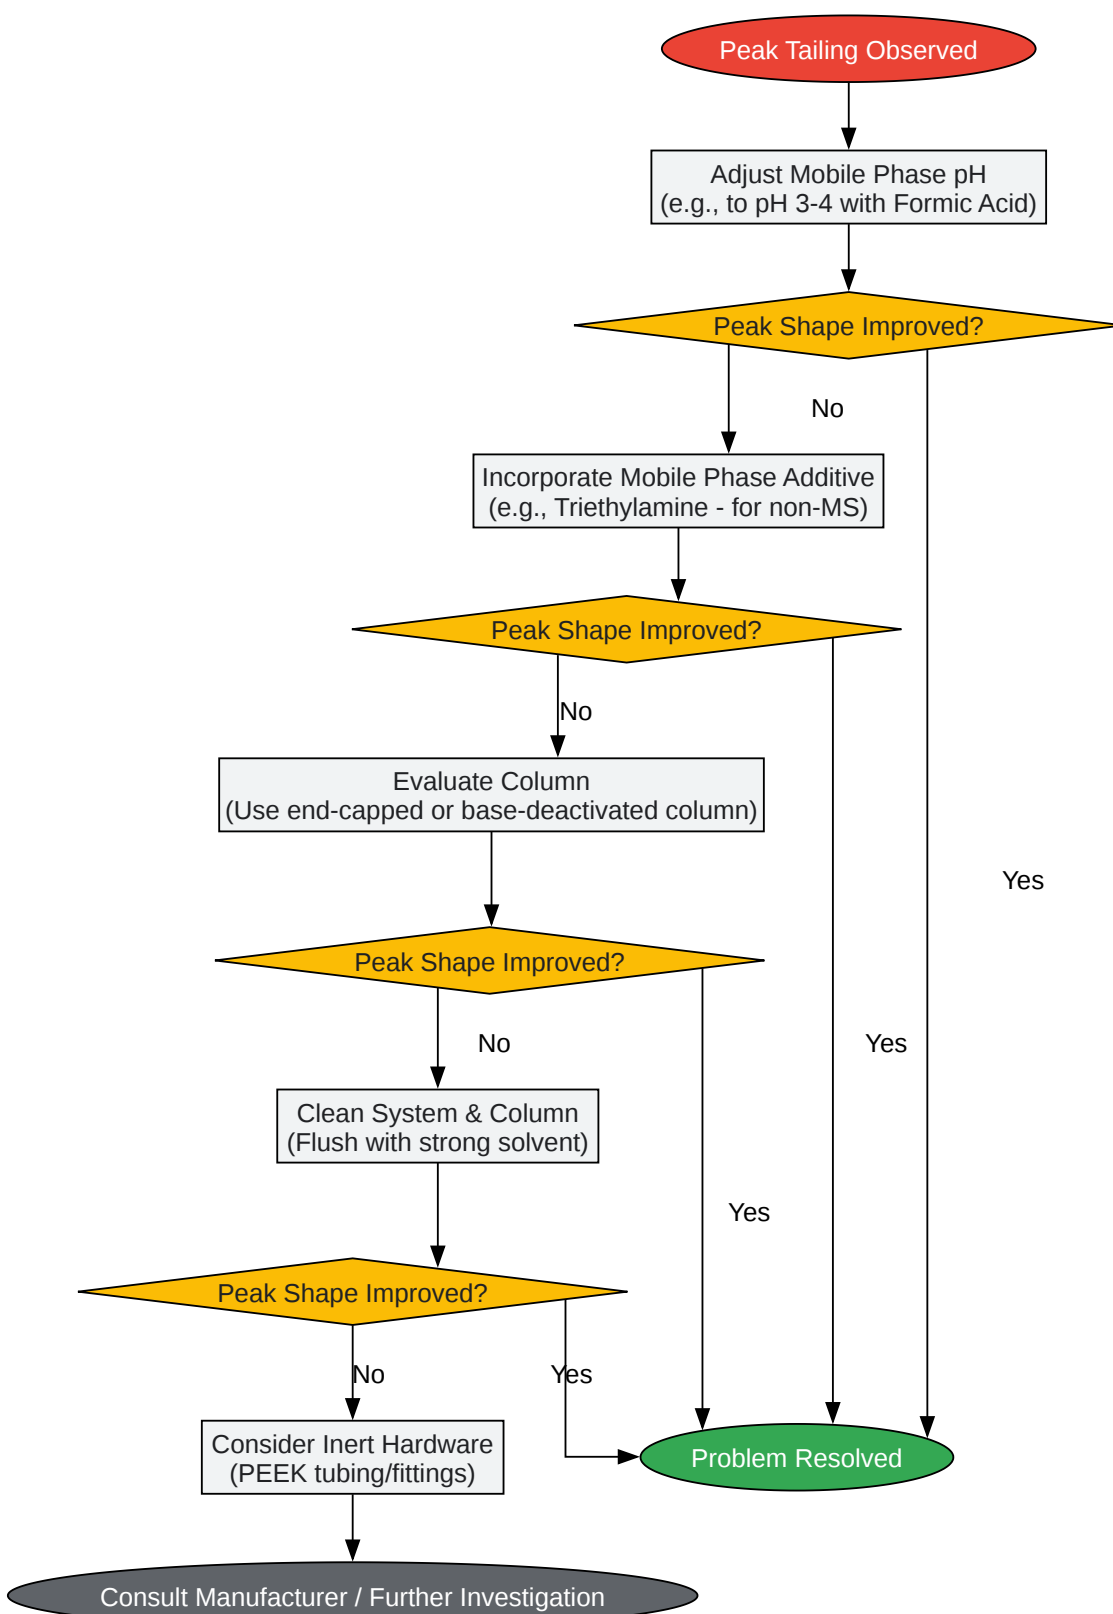 Peak Tailing Observed
Adjust Mobile Phase pH
(e.g., to pH 3-4 with Formic Acid)
Peak Shape Improved?
No
Incorporate Mobile Phase Additive
(e.g., Triethylamine - for non-MS)
Peak Shape Improved?
No
Evaluate Column
(Use end-capped or base-deactivated column)
Yes
Peak Shape Improved?
No
Yes
Clean System & Column
(Flush with strong solvent)
Yes
Peak Shape Improved?
No
Yes
Consider Inert Hardware
(PEEK tubing/fittings)
Problem Resolved
Consult Manufacturer / Further Investigation